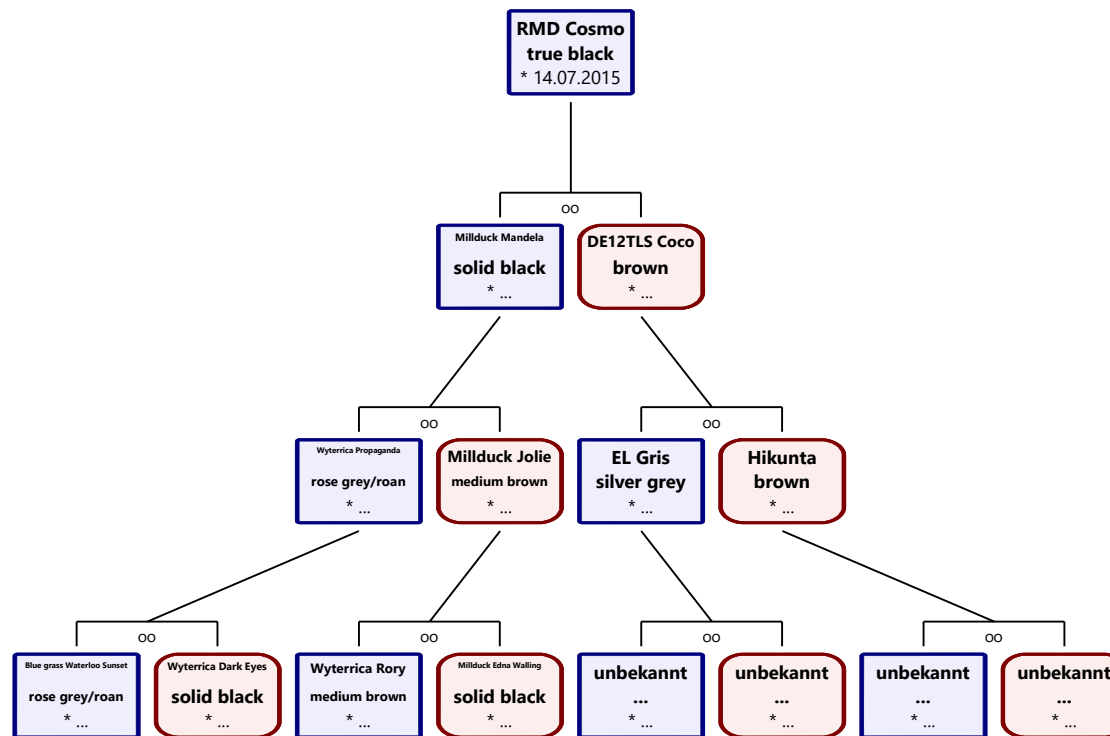 RMD Cosmo
true black
* 14.07.2015
oo
Millduck Mandela
solid black
* ...
DE12TLS Coco
brown
* ...
oo
oo
Wyterrica Propaganda
rose grey/roan
* ...
Millduck Jolie
medium brown
* ...
EL Gris
silver grey
* ...
Hikunta
brown
* ...
oo
oo
oo
oo
Blue grass Waterloo Sunset
rose grey/roan
* ...
Wyterrica Dark Eyes
solid black
* ...
Wyterrica Rory
medium brown
* ...
Millduck Edna Walling
solid black
* ...
unbekannt
...
* ...
unbekannt
...
* ...
unbekannt
...
* ...
unbekannt
...
* ...